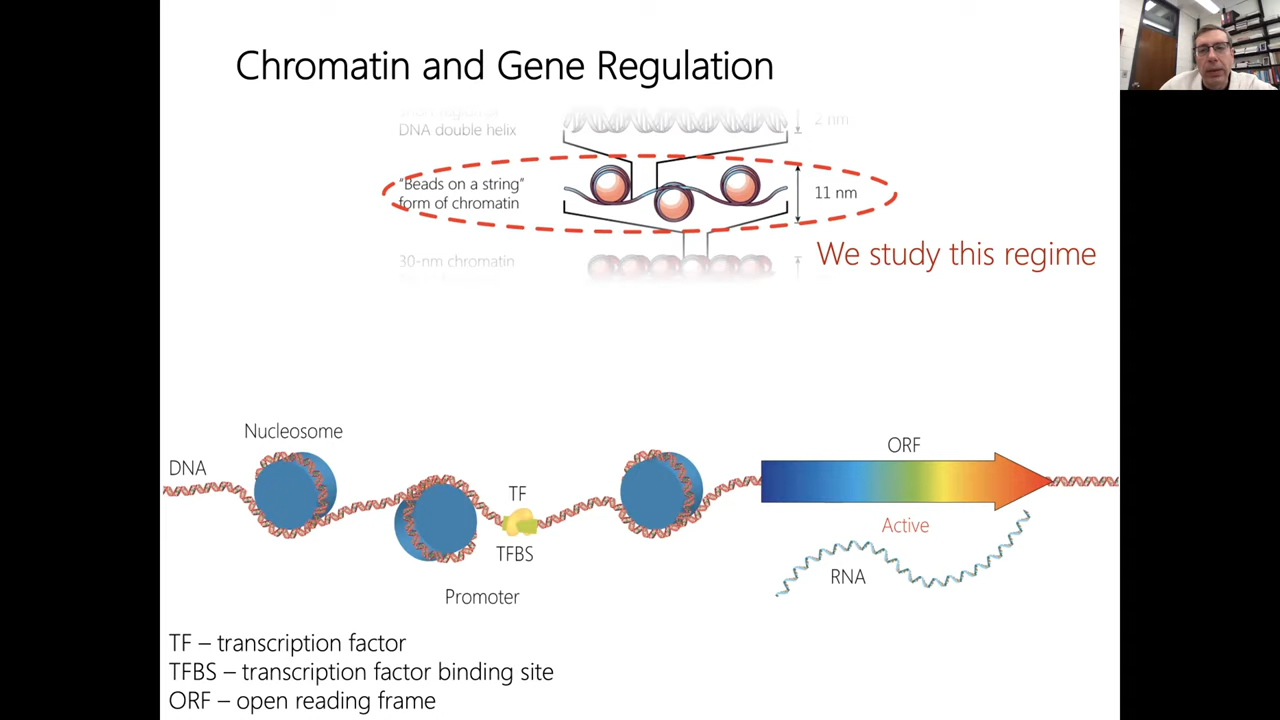 Chromatin and Gene Regulation
DNA double helix
2 nm
"Beads on a string"
form of chromatin
11 nm
We study this regime
30-nm chromatin
Nucleosome
DNA
TF
TFBS
Promoter
ORF
Active
RNA
TF – transcription factor
TFBS – transcription factor binding site
ORF – open reading frame